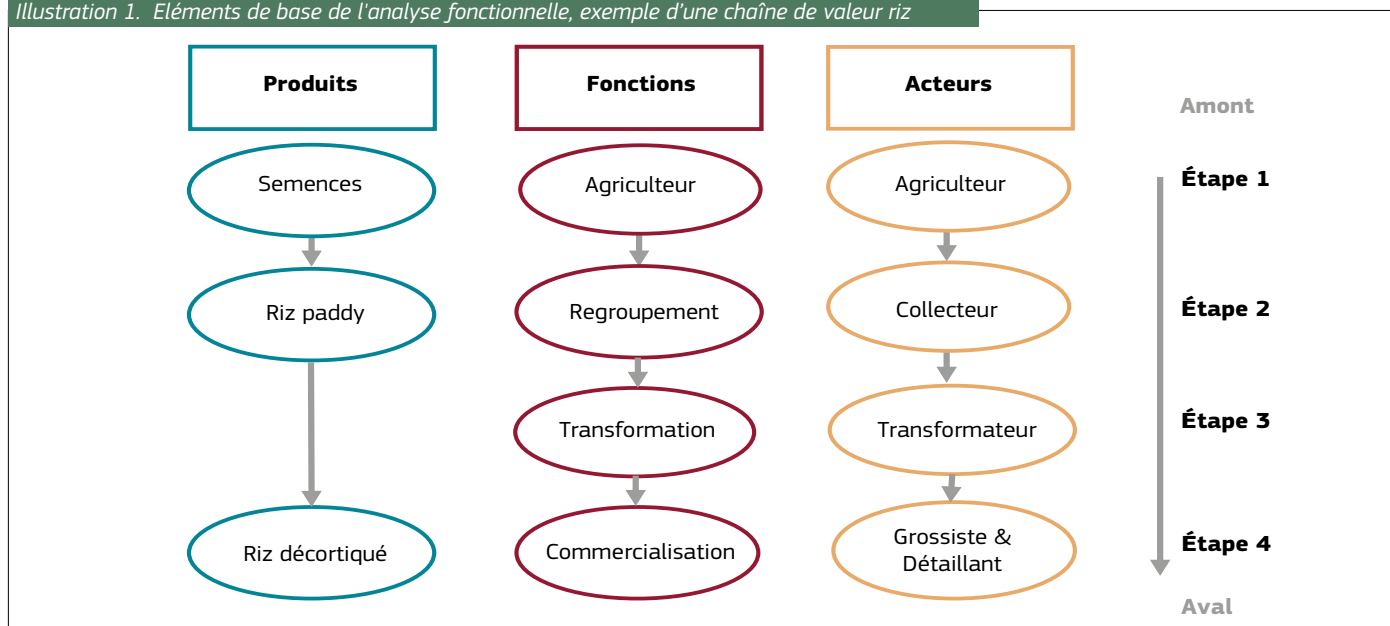 Illustration 1. Eléments de base de l'analyse fonctionnelle, exemple d'une chaîne de valeur riz
Produits
Fonctions
Acteurs
Amont
Semences
Agriculteur
Agriculteur
Étape 1
Riz paddy
Regroupement
Collecteur
Étape 2
Transformation
Transformateur
Étape 3
Riz décortiqué
Commercialisation
Grossiste &
Détaillant
Étape 4
Aval